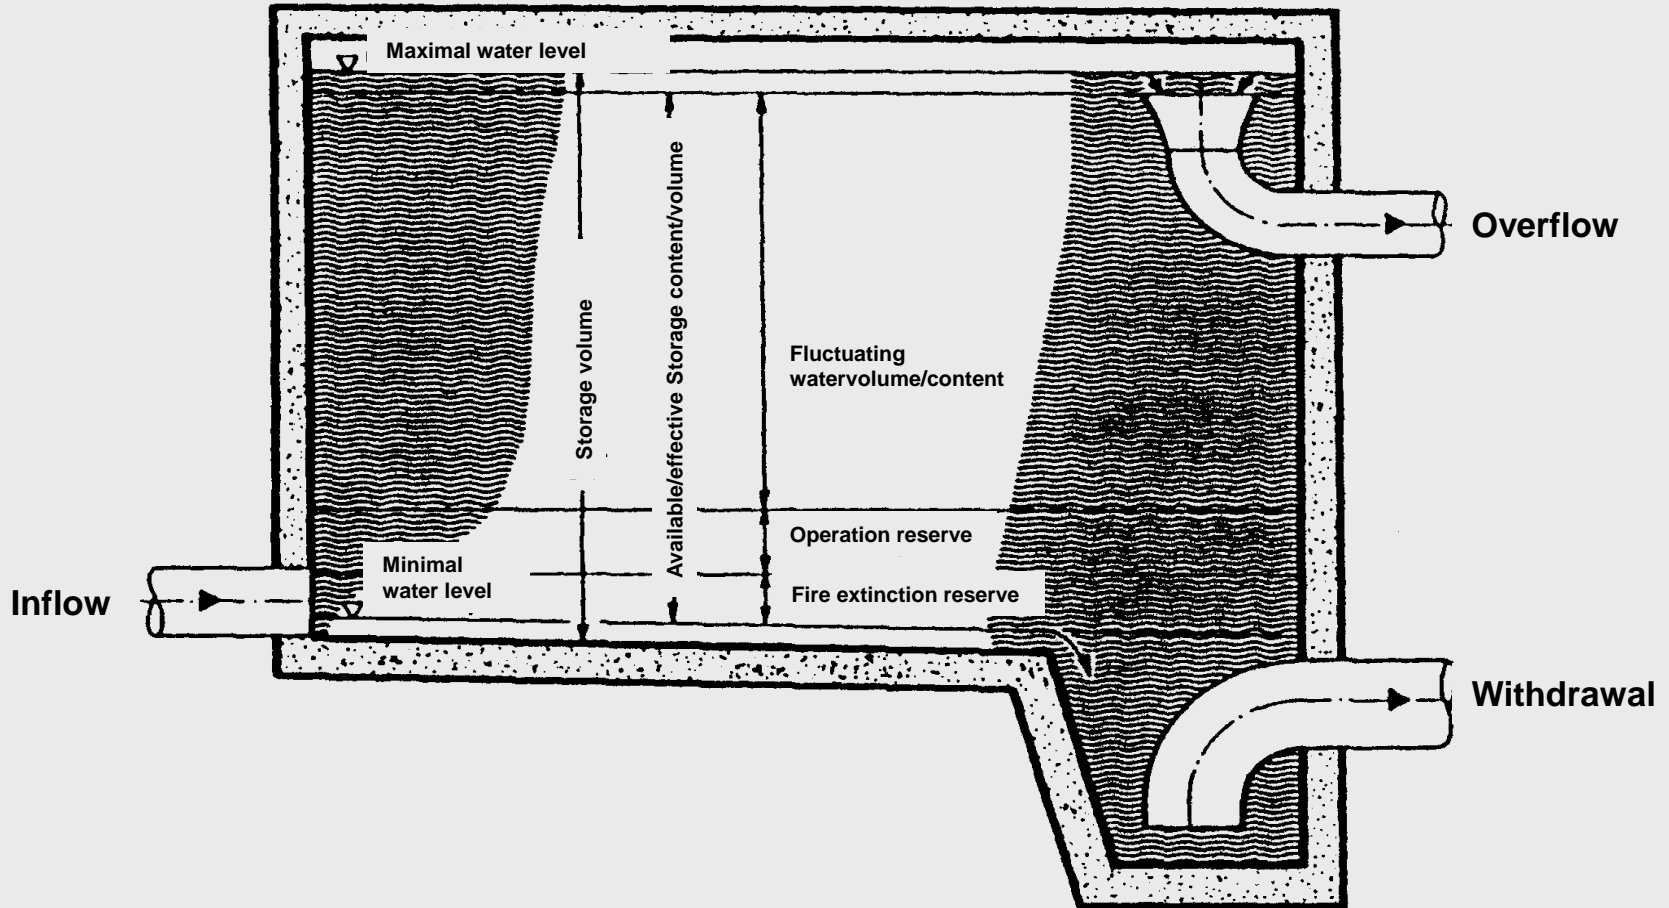 Maximal water level
Overflow
Storage volume
Available/effective Storage content/volume
Fluctuating
watervolume/content
Operation reserve
Minimal
water level
Fire extinction reserve
Inflow
Withdrawal